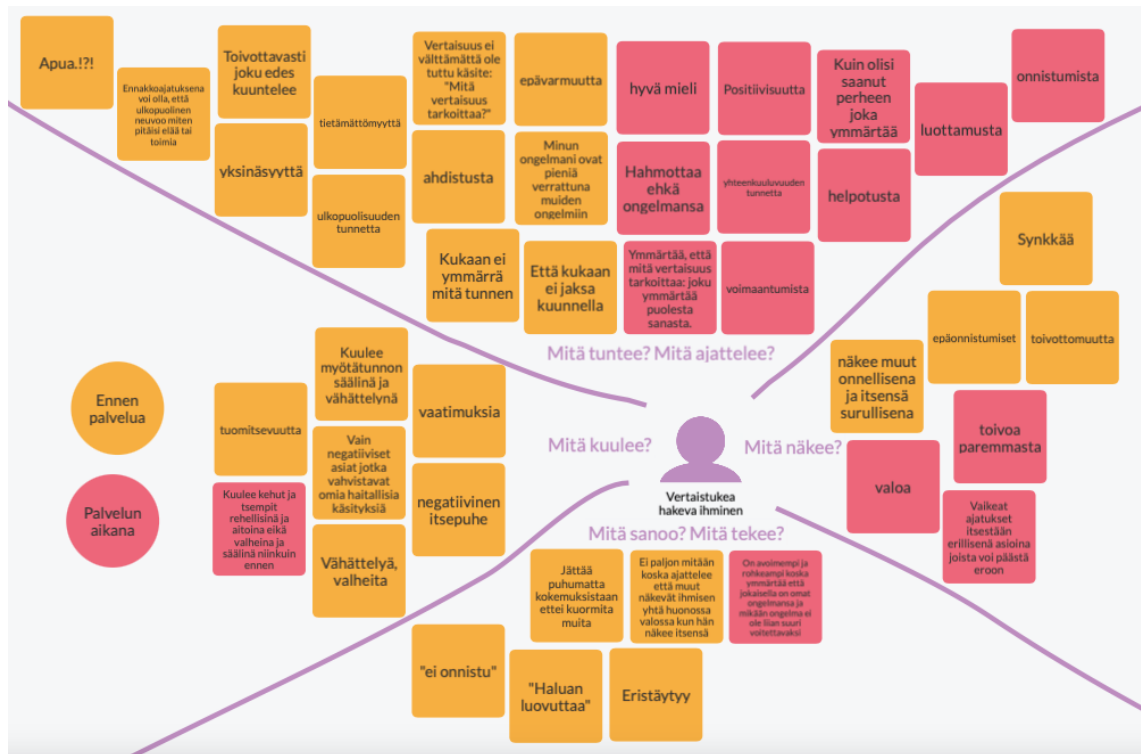 Apua.!?!
Ennakkoajatuksena
voi olla, että
ulkopuolinen
neuvoo miten
pitäisi elää tai
toimia
Toivottavasti
joku edes
kuuntelee
yksinäsyyttä
tietämättömyyttä
ulkopuolisuuden
tunnetta
Vertaisuus ei
välttämättä ole
tuttu käsite:
"Mitä
vertaisuus
tarkoittaa?"
ahdistusta
epävarmuutta
Minun
ongelmani ovat
pieniä
verrattuna
muiden
ongelmiin
Kukaan ei
ymmärrä
mitä tunnen
Että kukaan
ei jaksa
kuunnella
hyvä mieli
Hahmottaa
ehkä
ongelmansa
Ymmärtää, että
mitä vertaisuus
tarkoittaa: joku
ymmärtää
puolesta
sanasta.
Positiivisuutta
yhteenkuuluvuuden
tunnetta
voimaantumista
Kuin olisi
saanut
perheen
joka
ymmärtää
helpotusta
luottamusta
onnistumista
Mitä tuntee? Mitä ajattelee?
Ennen
palvelua
Palvelun
aikana
tuomitsevuutta
Kuulee kehut ja
tsempit
rehellisinä ja
aitoina eikä
valheina ja
säälinä niinkuin
ennen
Kuulee
myötätunnon
säälinä ja
vähättelynä
Vain
negatiiviset
asiat jotka
vahvistavat
omia haitallisia
käsityksiä
Vähättelyä,
valheita
vaatimuksia
negatiivinen
itsepuhe
Mitä kuulee?
Mitä näkee?
Vertaistukea
hakeva ihminen
Synkkää
epäonnistumiset
toivottomuutta
näkee muut
onnellisena
ja itsensä
surullisena
toivoa
paremmasta
valoa
Vaikeat
ajatukset
itsestään
erillisenä asioina
joista voi päästä
eroon
Mitä sanoo? Mitä tekee?
Jättää
puhumatta
kokemuksistaan
ettei kuormita
muita
Ei paljon mitään
koska ajattelee
että muut
näkevät ihmisen
yhtä huonossa
valossa kun hän
näkee itsensä
On avoimempi ja
rohkeampi koska
ymmärtää että
jokaisella on omat
ongelmansa ja
mikään ongelma ei
ole liian suuri
voitettavaksi
"ei onnistu"
"Haluan
luovuttaa"
Eristäytyy